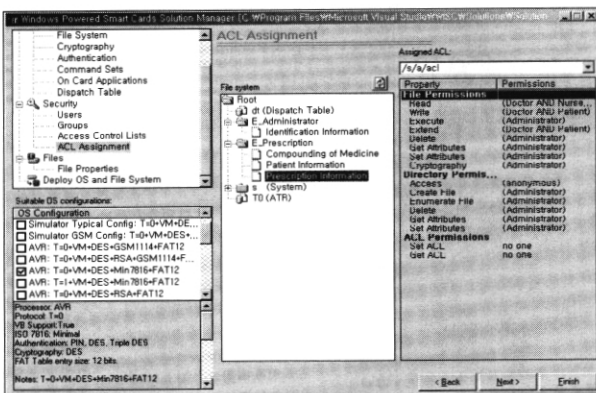 Windows Powered Smart Cards Solution Manager (C:₩Program Files₩Microsoft Visual Studio₩WfSC₩Solutions₩Solution
File System
Cryptography
Authentication
Command Sets
On Card Applications
Dispatch Table
Security
Users
Groups
Access Control Lists
ACL Assignment
Files
File Properties
Deploy OS and File System
Suitable OS configurations:
OS Configuration
Simulator Typical Config: T=0+VM+DE...
Simulator GSM Config: T=0+VM+DES+...
AVR: T=0+VM+DES+GSM1114+FAT12
AVR: T=0+VM+DES+RSA+GSM1114+F...
AVR: T=0+VM+DES+Min7816+FAT12
AVR: T=1+VM+DES+Min7816+FAT12
AVR: T=0+VM+DES+RSA+FAT12
Processor: AVR
Protocol: T=0
VB Support:True
ISO 7816: Minimal
Authentication: PIN, DES, Triple DES
Cryptography: DES
FAT Table entry size: 12 bits.
Notes: T=0+VM+DES+Min7816+FAT12
ACL Assignment
File system
Root
dt (Dispatch Table)
E_Administrator
Identification Information
E_Prescription
Compounding of Medicine
Patient Information
Prescription Information
s (System)
T0 (ATR)
Assigned ACL:
/s/a/acl
Property Permissions
File Permissions
Read (Doctor AND Nurse...
Write (Doctor AND Patient)
Execute (Administrator)
Extend (Doctor AND Patient)
Delete (Administrator)
Get Attributes (Administrator)
Set Attributes (Administrator)
Cryptography (Administrator)
Directory Permis...
Access (anonymous)
Create File (Administrator)
Enumerate File (Administrator)
Delete (Administrator)
Get Attributes (Administrator)
Set Attributes (Administrator)
ACL Permissions
Set ACL no one
Get ACL no one
< Back Next > Finish